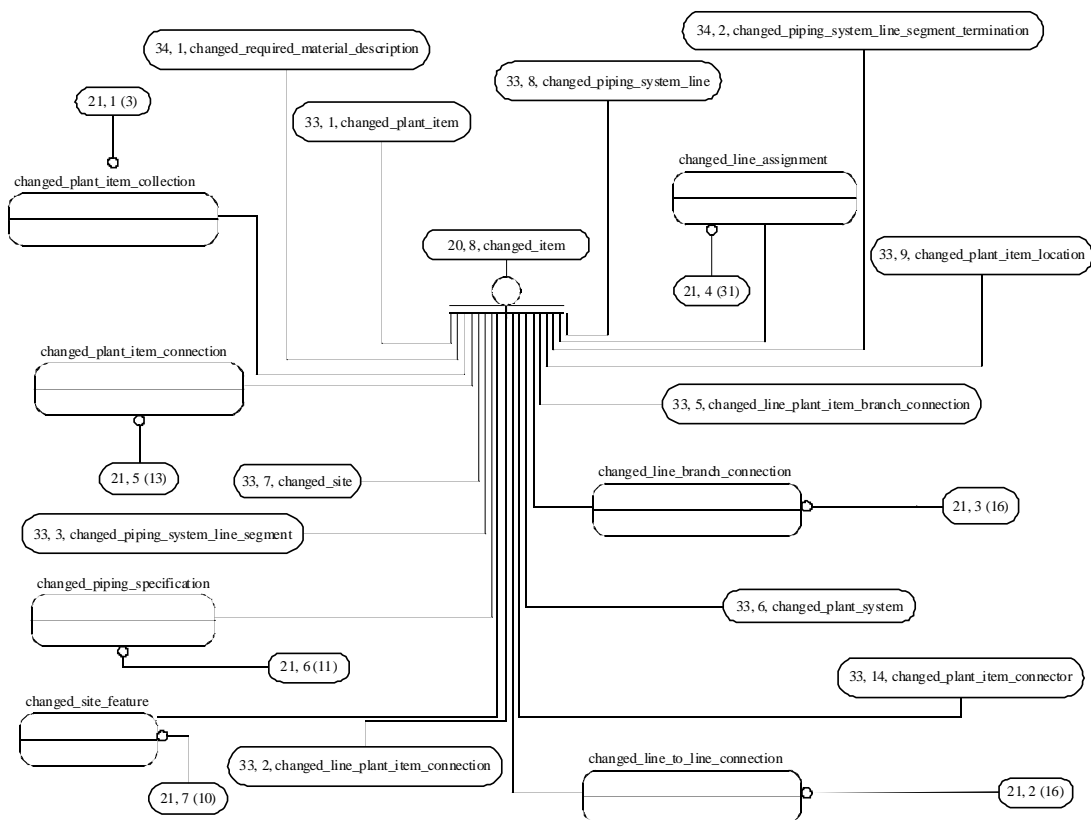 34, 2, changed_piping_system_line_segment_termination
34, 1, changed_required_material_description
33, 8, changed_piping_system_line
21, 1 (3)
33, 1, changed_plant_item
changed_line_assignment
changed_plant_item_collection
20, 8, changed_item
33, 9, changed_plant_item_location
21, 4 (31)
changed_plant_item_connection
33, 5, changed_line_plant_item_branch_connection
21, 5 (13)
33, 7, changed_site
changed_line_branch_connection
21, 3 (16)
33, 3, changed_piping_system_line_segment
changed_piping_specification
33, 6, changed_plant_system
21, 6 (11)
33, 14, changed_plant_item_connector
changed_site_feature
33, 2, changed_line_plant_item_connection
changed_line_to_line_connection
21, 7 (10)
21, 2 (16)